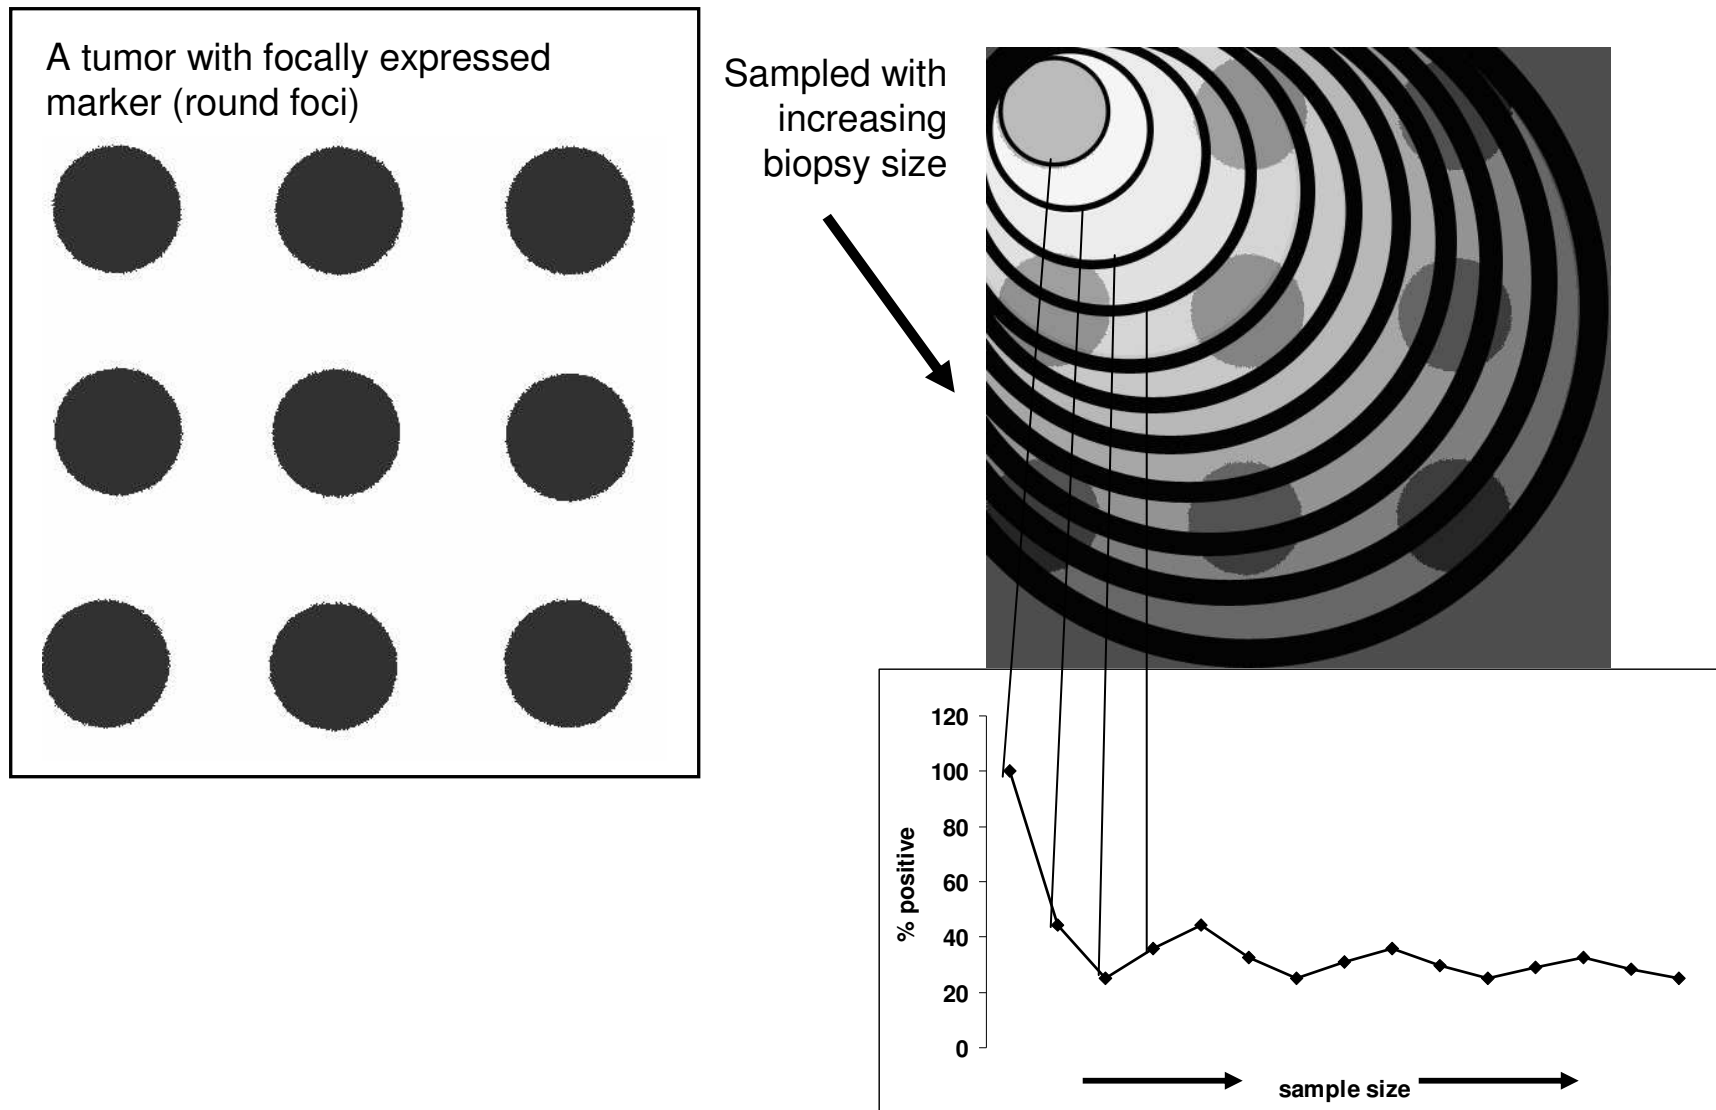 A tumor with focally expressed
marker (round foci)
Sampled with
increasing
biopsy size
120
100
80
60
40
20
0
% positive
sample size